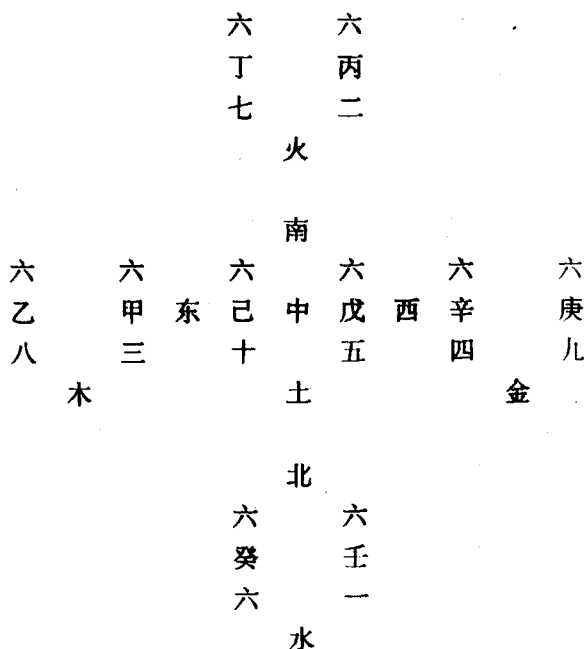 六 六
丁 丙
七 二
火
南
六 六 六 六 六 六
乙 甲 东 己 中 戊 西 辛 庚
八 三 十 五 四 九
木 土 金
北
六 六
癸 壬
六 一
水